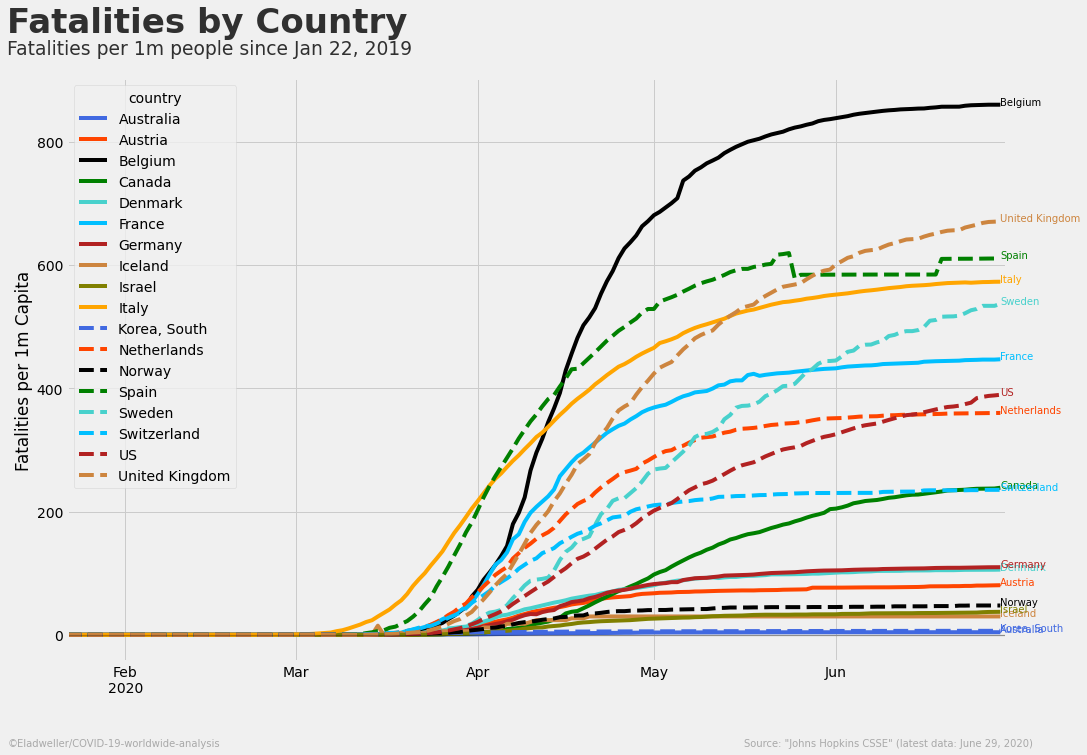 Fatalities by Country
Fatalities per 1m people since Jan 22, 2019
country
Australia
Austria
Belgium
Canada
Denmark
France
Germany
Iceland
Israel
Italy
Korea, South
Netherlands
Norway
Spain
Sweden
Switzerland
US
United Kingdom
Fatalities per 1m Capita
800
600
400
200
0
Feb
2020
Mar
Apr
May
Jun
Belgium
United Kingdom
Spain
Italy
Sweden
France
US
Netherlands
Canada
Switzerland
Germany
Denmark
Austria
Norway
Israel
Iceland
Korea, South
Australia
©Eladweller/COVID-19-worldwide-analysis
Source: "Johns Hopkins CSSE" (latest data: June 29, 2020)